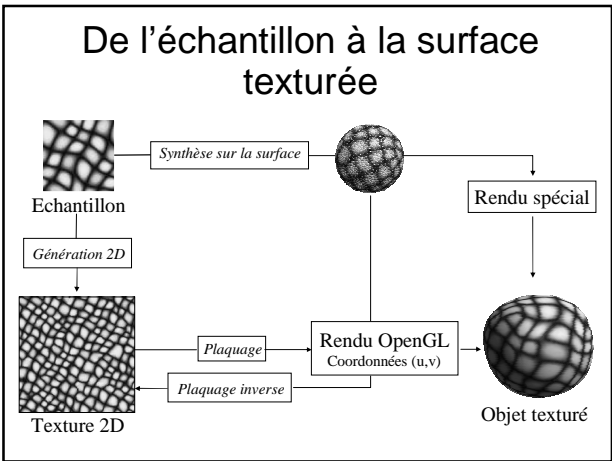 De l’échantillon à la surface
texturée
Synthèse sur la surface
Echantillon
Rendu spécial
Génération 2D
Plaquage
Rendu OpenGL
Coordonnées (u,v)
Plaquage inverse
Texture 2D
Objet texturé